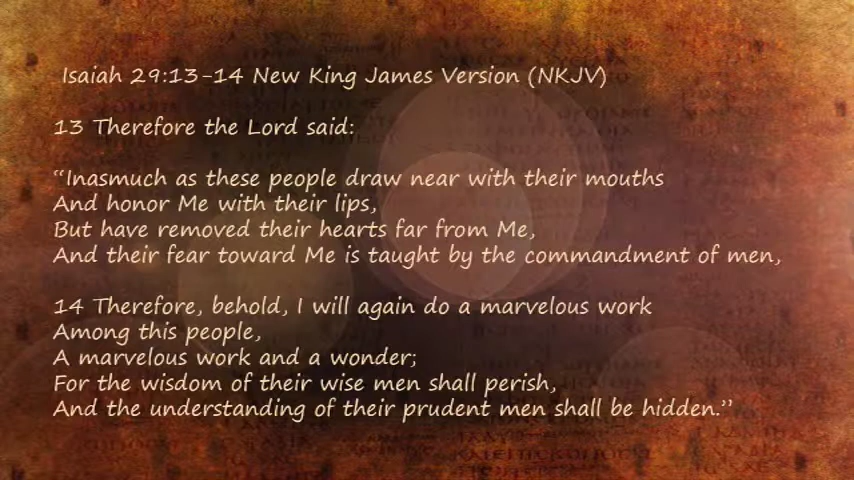 Isaiah 29:13-14 New King James Version (NKJV)
13 Therefore the Lord said:
“Inasmuch as these people draw near with their mouths
And honor Me with their lips,
But have removed their hearts far from Me,
And their fear toward Me is taught by the commandment of men,
14 Therefore, behold, I will again do a marvelous work
Among this people,
A marvelous work and a wonder;
For the wisdom of their wise men shall perish,
And the understanding of their prudent men shall be hidden.”